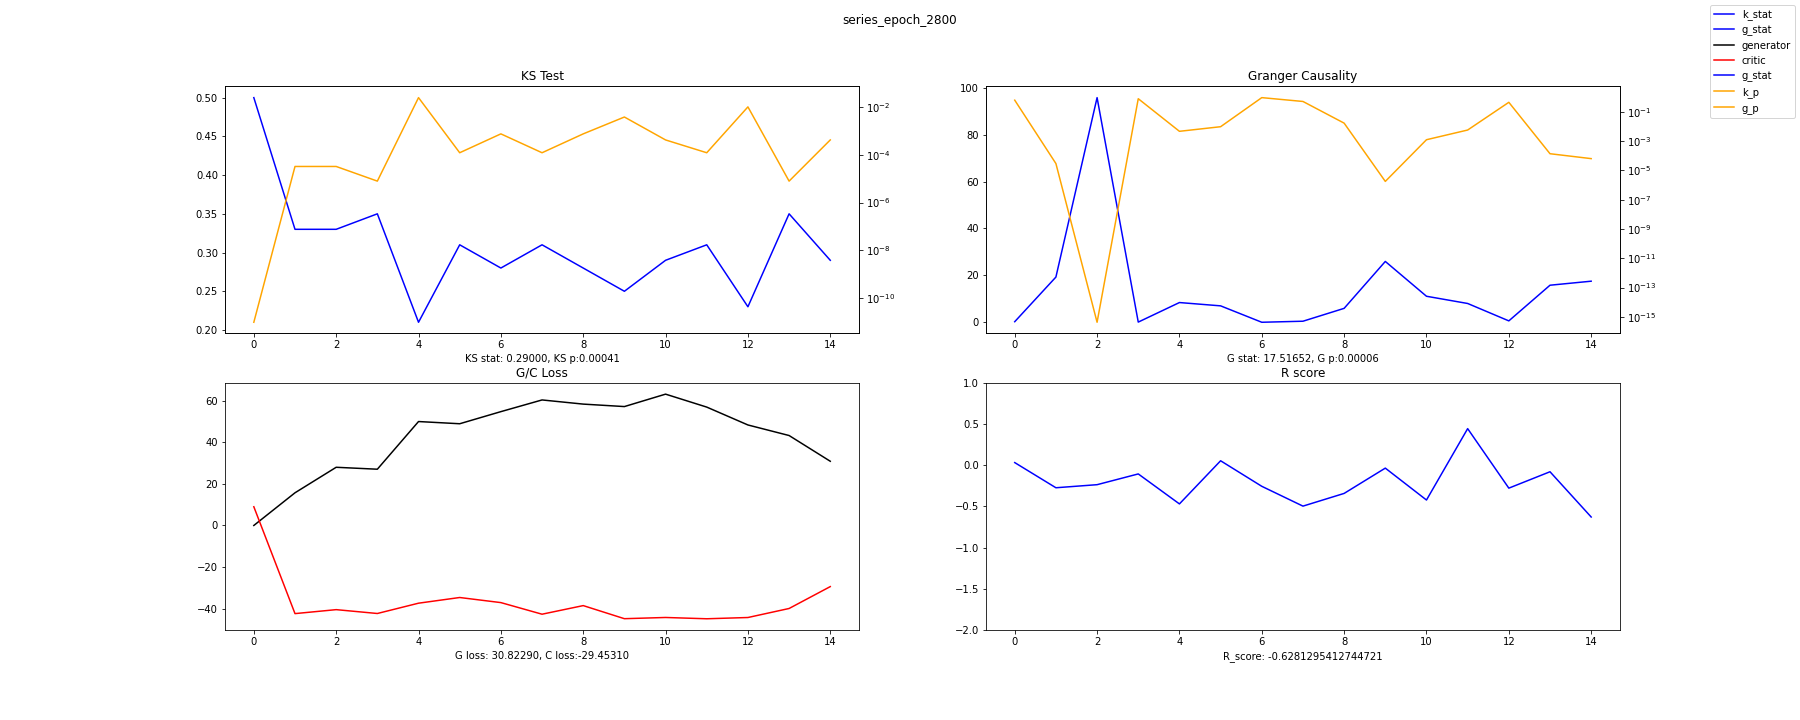 series_epoch_2800
k_stat
g_stat
generator
critic
g_stat
k_p
g_p
KS Test
0.50
0.45
0.40
0.35
0.30
0.25
0.20
10⁻²
10⁻⁴
10⁻⁶
10⁻⁸
10⁻¹⁰
0 2 4 6 8 10 12 14
KS stat: 0.29000, KS p:0.00041
Granger Causality
100
80
60
40
20
0
10⁻¹
10⁻³
10⁻⁵
10⁻⁷
10⁻⁹
10⁻¹¹
10⁻¹³
10⁻¹⁵
0 2 4 6 8 10 12 14
G stat: 17.51652, G p:0.00006
G/C Loss
60
40
20
0
−20
−40
0 2 4 6 8 10 12 14
G loss: 30.82290, C loss:-29.45310
R score
1.0
0.5
0.0
−0.5
−1.0
−1.5
−2.0
0 2 4 6 8 10 12 14
R_score: -0.6281295412744721